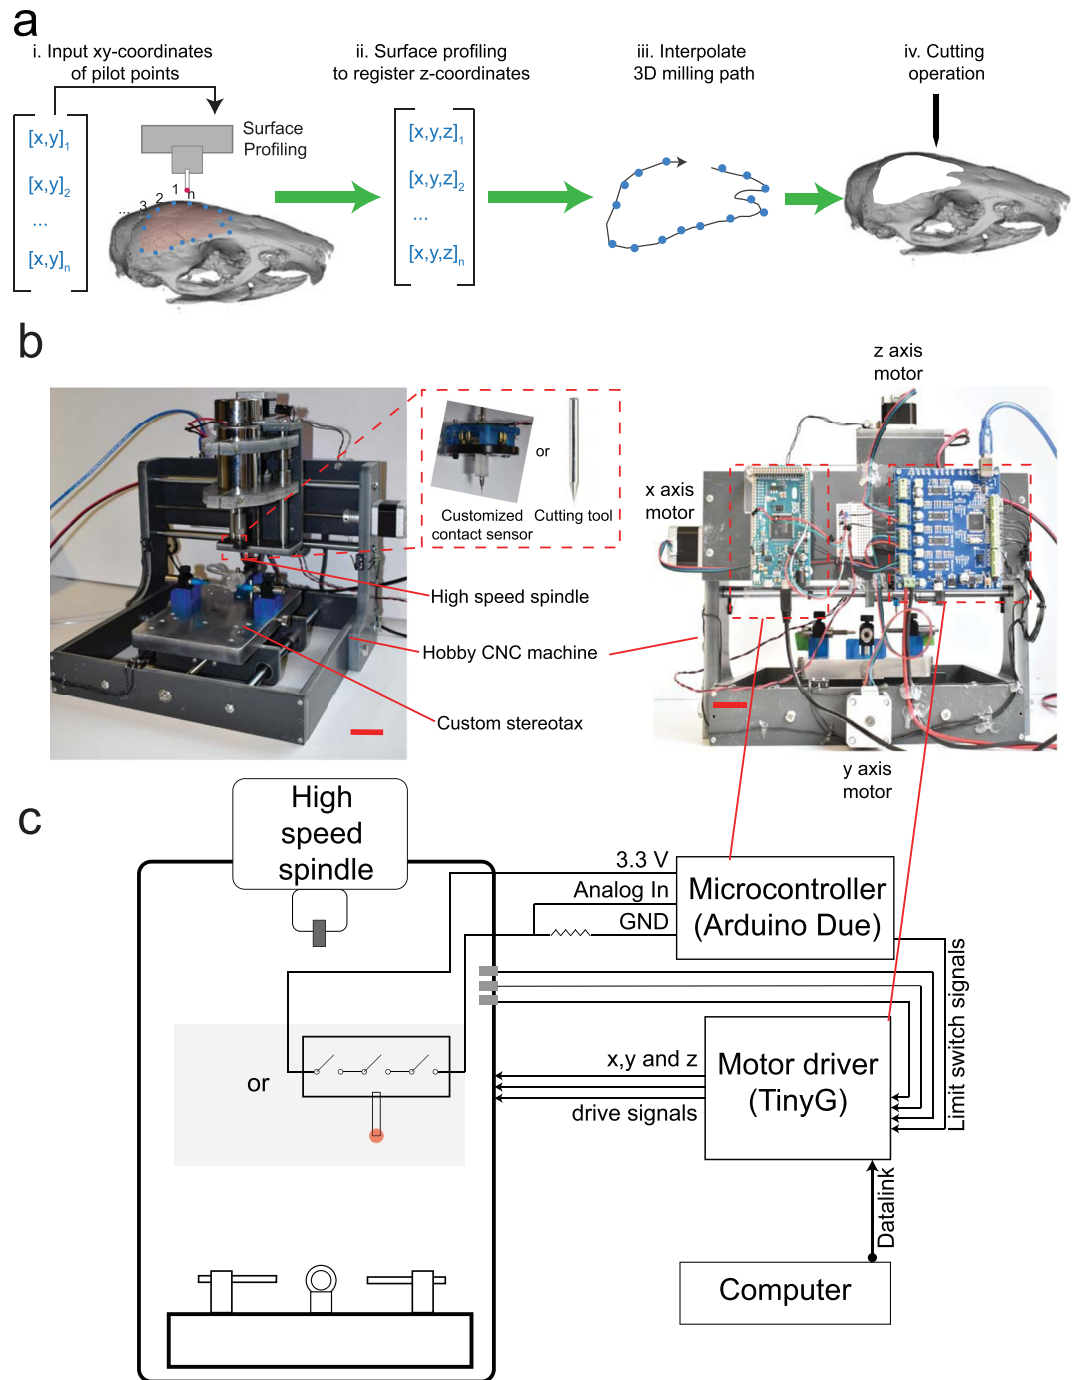 a
i. Input xy-coordinates
of pilot points
ii. Surface profiling
to register z-coordinates
iii. Interpolate
3D milling path
iv. Cutting
operation
[x,y]1
[x,y]2
...
[x,y]n
Surface
Profiling
1
n
2
3
...
[x,y,z]1
[x,y,z]2
...
[x,y,z]n
b
z axis
motor
x axis
motor
or
Customized
contact sensor
Cutting tool
High speed spindle
Hobby CNC machine
Custom stereotax
y axis
motor
c
High
speed
spindle
3.3 V
Analog In
GND
Microcontroller
(Arduino Due)
Limit switch signals
or
x,y and z
drive signals
Motor driver
(TinyG)
Datalink
Computer